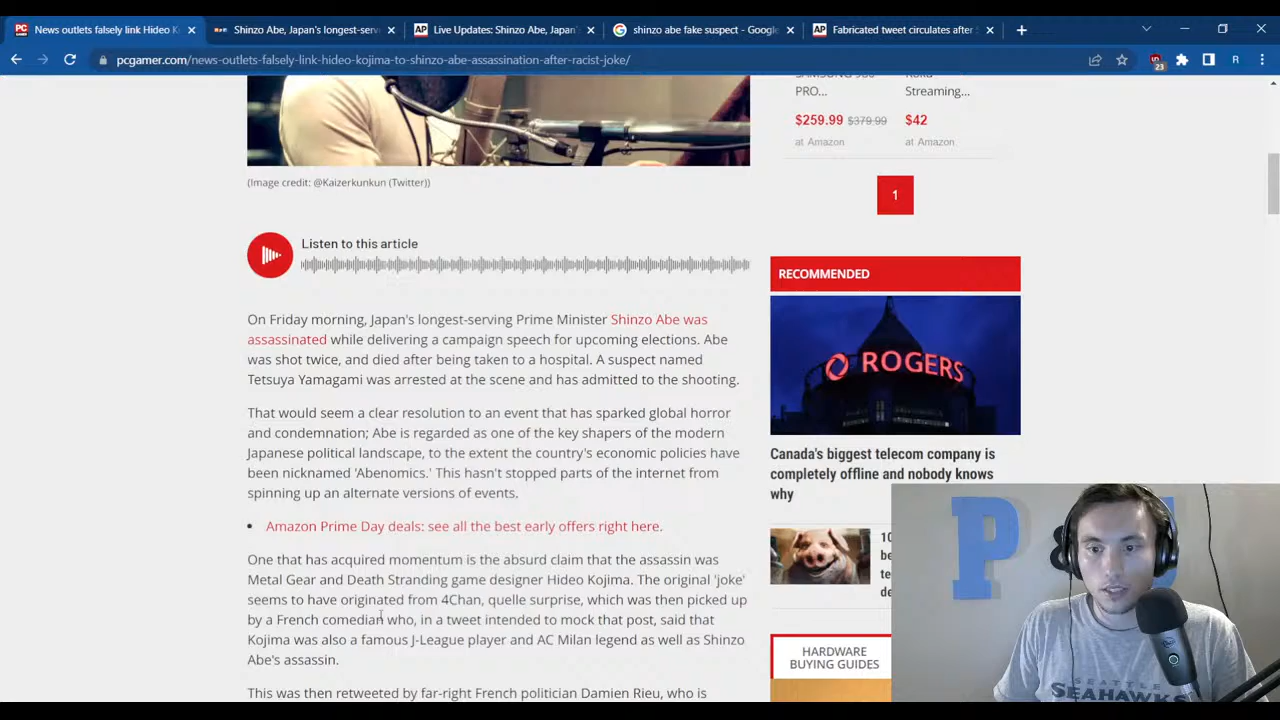 News outlets falsely link Hideo K
Shinzo Abe, Japan's longest-serv
AP Live Updates: Shinzo Abe, Japan's
shinzo abe fake suspect - Google
AP Fabricated tweet circulates after
pcgamer.com/news-outlets-falsely-link-hideo-kojima-to-shinzo-abe-assassination-after-racist-joke/
23
R
PRO...
Streaming...
$259.99 $379.99
$42
at Amazon
at Amazon
(Image credit: @Kaizerkunkun (Twitter))
1
Listen to this article
RECOMMENDED
On Friday morning, Japan's longest-serving Prime Minister Shinzo Abe was
assassinated while delivering a campaign speech for upcoming elections. Abe
was shot twice, and died after being taken to a hospital. A suspect named
Tetsuya Yamagami was arrested at the scene and has admitted to the shooting.
ROGERS
That would seem a clear resolution to an event that has sparked global horror
and condemnation; Abe is regarded as one of the key shapers of the modern
Japanese political landscape, to the extent the country's economic policies have
been nicknamed 'Abenomics.' This hasn't stopped parts of the internet from
spinning up an alternate versions of events.
Canada's biggest telecom company is
completely offline and nobody knows
why
• Amazon Prime Day deals: see all the best early offers right here.
One that has acquired momentum is the absurd claim that the assassin was
Metal Gear and Death Stranding game designer Hideo Kojima. The original 'joke'
seems to have originated from 4Chan, quelle surprise, which was then picked up
by a French comedian who, in a tweet intended to mock that post, said that
Kojima was also a famous J-League player and AC Milan legend as well as Shinzo
Abe's assassin.
This was then retweeted by far-right French politician Damien Rieu, who is
10
be
te
de
HARDWARE
BUYING GUIDES
P
&
SEATTLE
SEAHAWKS